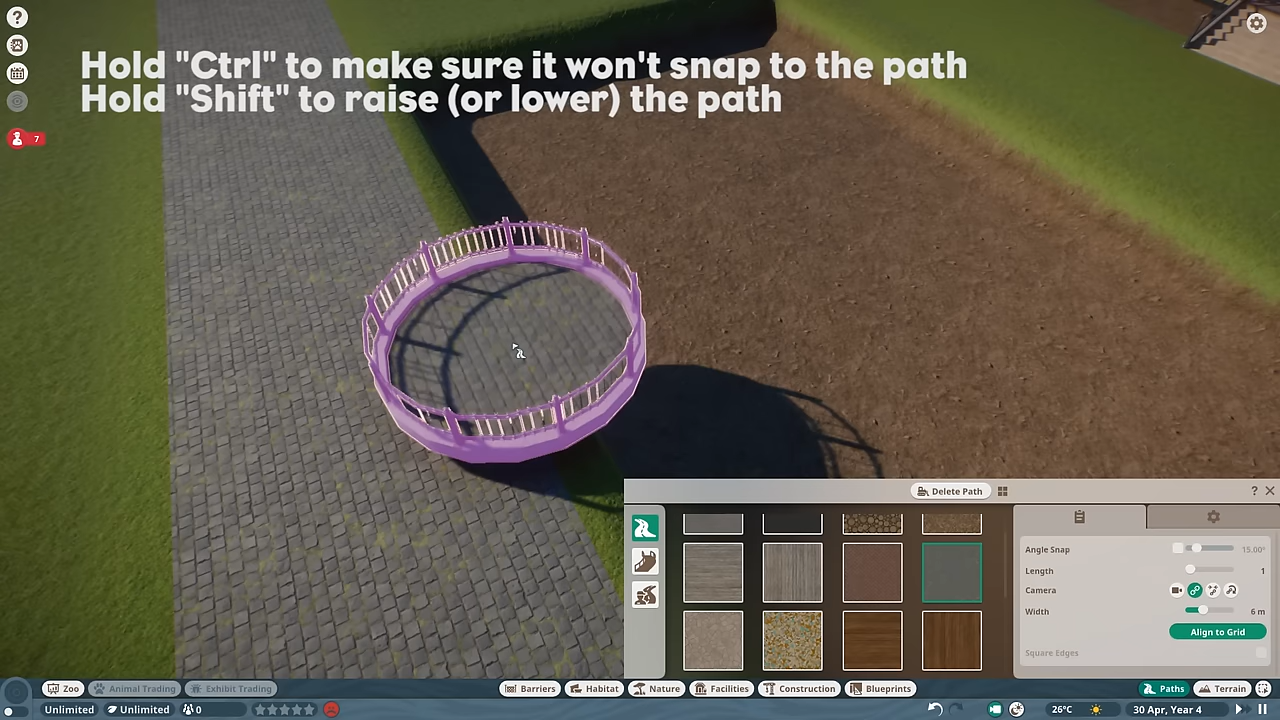 Hold "Ctrl" to make sure it won't snap to the path
Hold "Shift" to raise (or lower) the path
?
7
Delete Path
?
Angle Snap
15.00°
Length
1
Camera
Width
6 m
Align to Grid
Square Edges
Zoo
Animal Trading
Exhibit Trading
Barriers
Habitat
Nature
Facilities
Construction
Blueprints
Paths
Terrain
Unlimited
Unlimited
0
26°C
30 Apr, Year 4